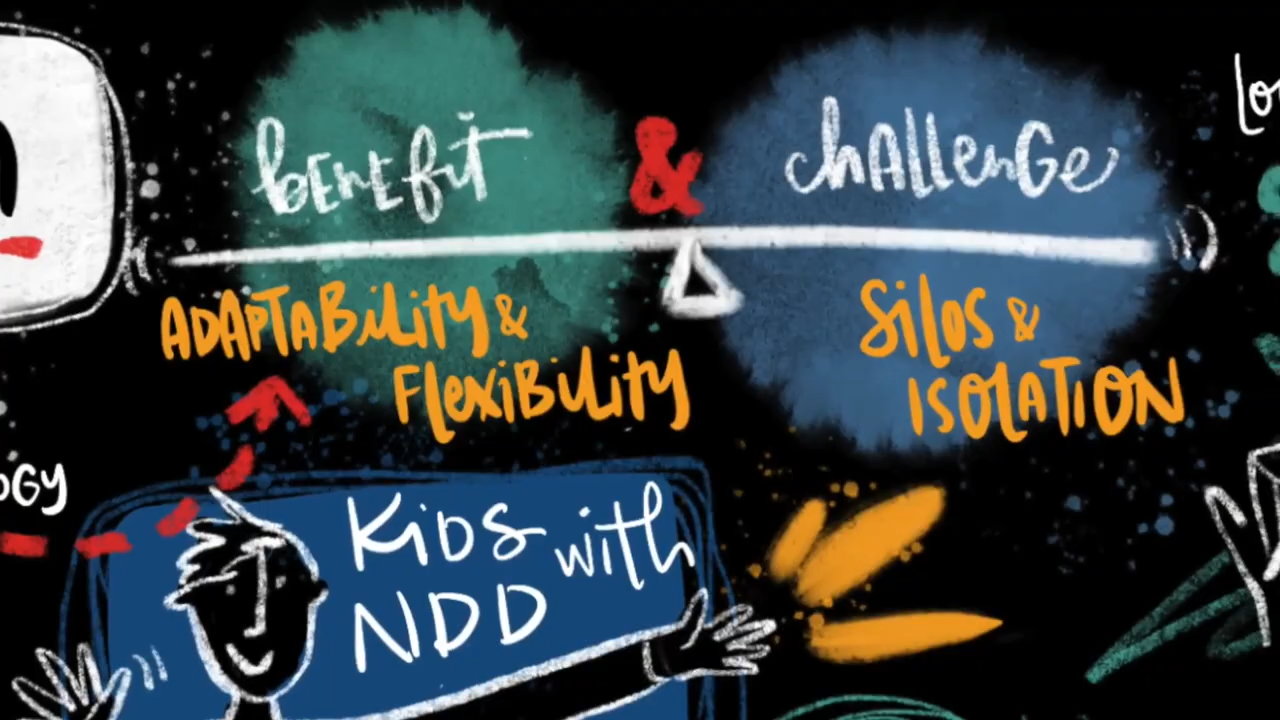 benefit & challenge
ADAPTABility &
FlexiBility
Silos &
ISOLATION
KiDS with
NDD